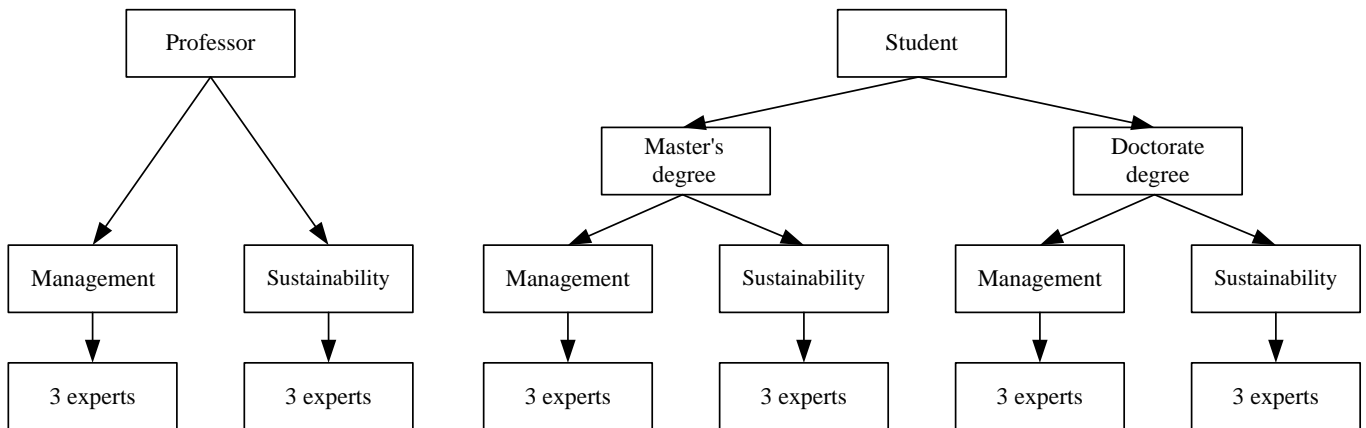 Professor
Student
Master's
degree
Doctorate
degree
Management
Sustainability
Management
Sustainability
Management
Sustainability
3 experts
3 experts
3 experts
3 experts
3 experts
3 experts